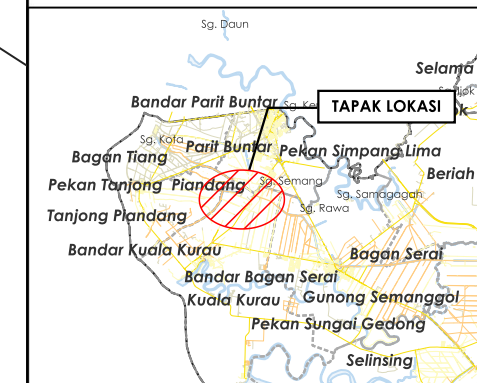 Sg. Daun
Selama
Bandar Parit Buntar
TAPAK LOKASI
Sg. Kota
Parit Buntar
Pekan Simpang Lima
Bagan Tiang
Beriah
Pekan Tanjong Piandang
Sg. Semang
Sg. Samagagah
Tanjong Piandang
Sg. Rawa
Bandar Kuala Kurau
Bagan Serai
Bandar Bagan Serai
Kuala Kurau
Gunong Semanggol
Pekan Sungai Gedong
Selinsing